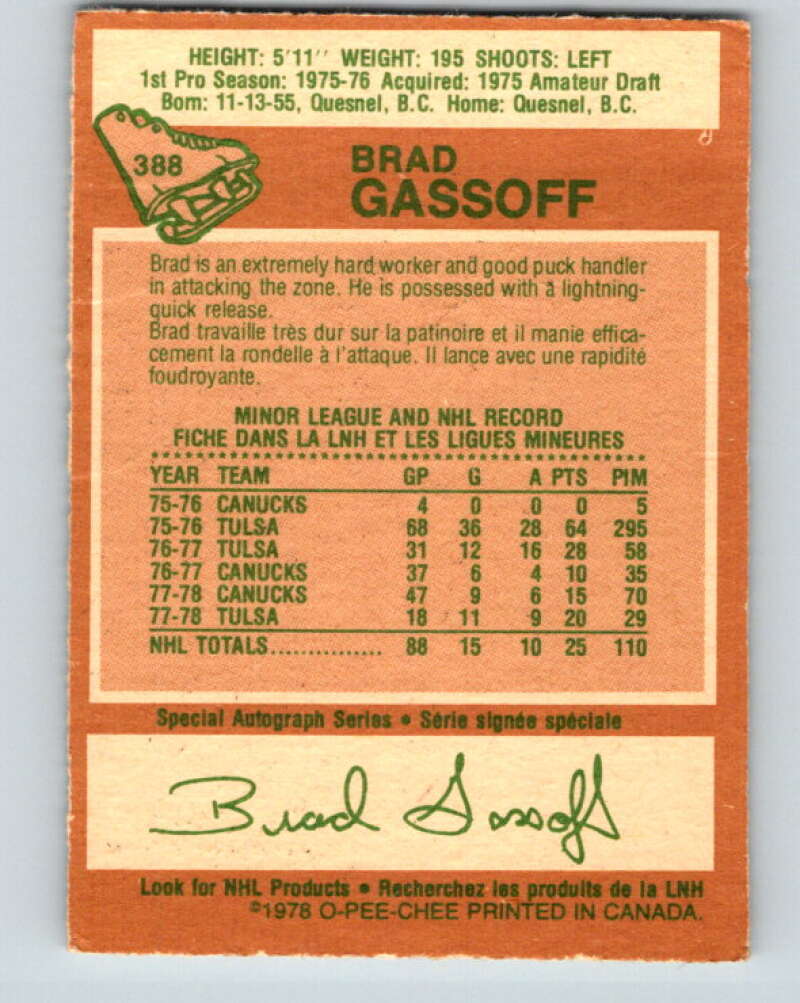 HEIGHT: 5'11'' WEIGHT: 195 SHOOTS: LEFT
1st Pro Season: 1975-76 Acquired: 1975 Amateur Draft
Born: 11-13-55, Quesnel, B.C. Home: Quesnel, B.C.
388
BRAD
GASSOFF
Brad is an extremely hard worker and good puck handler
in attacking the zone. He is possessed with a lightning-
quick release.
Brad travaille très dur sur la patinoire et il manie effica-
cement la rondelle à l'attaque. Il lance avec une rapidité
foudroyante.
MINOR LEAGUE AND NHL RECORD
FICHE DANS LA LNH ET LES LIGUES MINEURES
YEAR TEAM GP G A PTS PIM
75-76 CANUCKS 4 0 0 0 5
75-76 TULSA 68 36 28 64 295
76-77 TULSA 31 12 16 28 58
76-77 CANUCKS 37 6 4 10 35
77-78 CANUCKS 47 9 6 15 70
77-78 TULSA 18 11 9 20 29
NHL TOTALS............... 88 15 10 25 110
Special Autograph Series • Série signée spéciale
Brad Gassoff
Look for NHL Products • Recherchez les produits de la LNH
©1978 O-PEE-CHEE PRINTED IN CANADA.